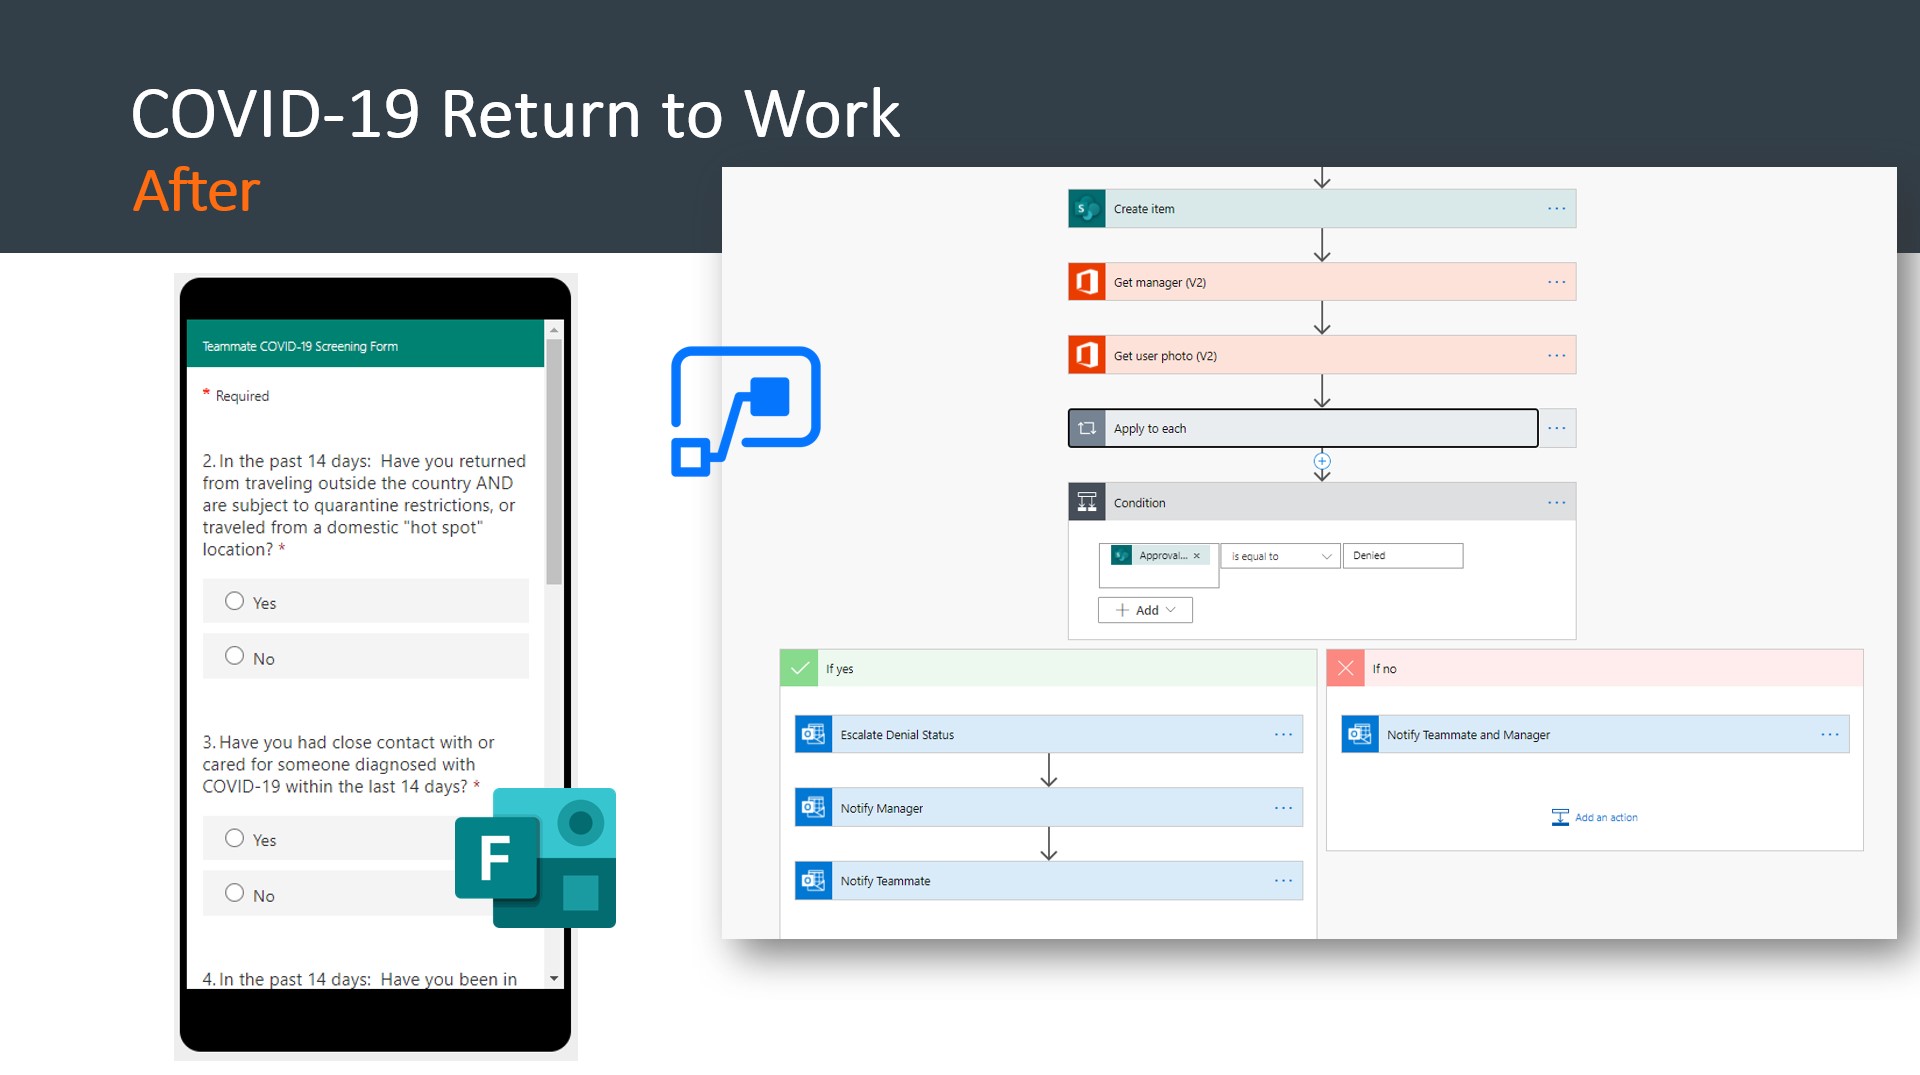 COVID-19 Return to Work
After
Teammate COVID-19 Screening Form
* Required
2. In the past 14 days:  Have you returned
from traveling outside the country AND
are subject to quarantine restrictions, or
traveled from a domestic "hot spot"
location? *
Yes
No
3. Have you had close contact with or
cared for someone diagnosed with
COVID-19 within the last 14 days? *
Yes
No
4. In the past 14 days:  Have you been in
F
S
Create item
Get manager (V2)
Get user photo (V2)
Apply to each
Condition
Approval... × is equal to Denied
+ Add
If yes
Escalate Denial Status
Notify Manager
Notify Teammate
If no
Notify Teammate and Manager
Add an action